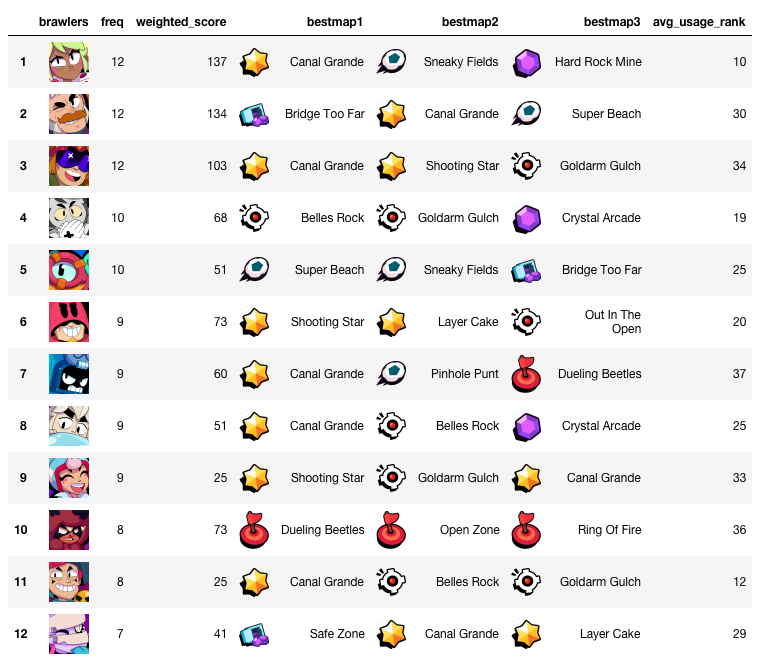 brawlers freq weighted_score bestmap1 bestmap2 bestmap3 avg_usage_rank
1 12 137 Canal Grande Sneaky Fields Hard Rock Mine 10
2 12 134 Bridge Too Far Canal Grande Super Beach 30
3 12 103 Canal Grande Shooting Star Goldarm Gulch 34
4 10 68 Belles Rock Goldarm Gulch Crystal Arcade 19
5 10 51 Super Beach Sneaky Fields Bridge Too Far 25
6 9 73 Shooting Star Layer Cake Out In The Open 20
7 9 60 Canal Grande Pinhole Punt Dueling Beetles 37
8 9 51 Canal Grande Belles Rock Crystal Arcade 25
9 9 25 Shooting Star Goldarm Gulch Canal Grande 33
10 8 73 Dueling Beetles Open Zone Ring Of Fire 36
11 8 25 Canal Grande Belles Rock Goldarm Gulch 12
12 7 41 Safe Zone Canal Grande Layer Cake 29